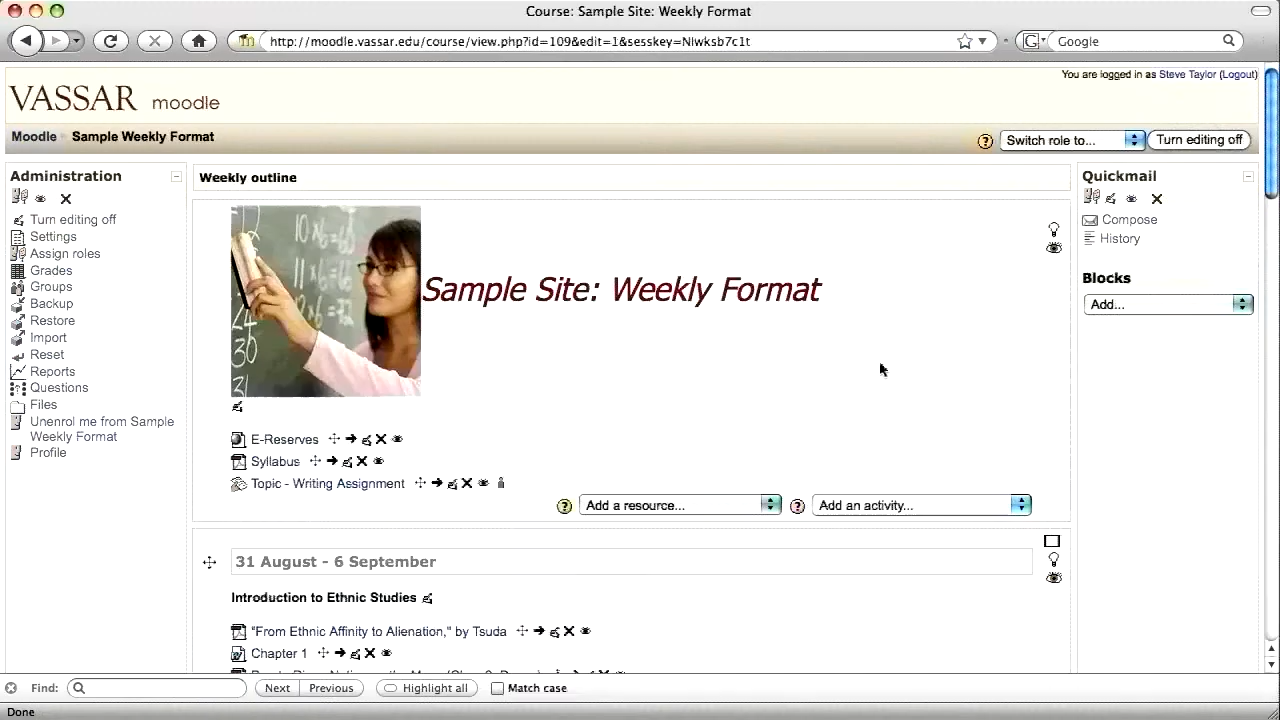 Course: Sample Site: Weekly Format
http://moodle.vassar.edu/course/view.php?id=109&edit=1&sesskey=NIwksb7c1t
Google
You are logged in as Steve Taylor (Logout)
VASSAR moodle
Moodle Sample Weekly Format
Switch role to...
Turn editing off
Administration
Turn editing off
Settings
Assign roles
Grades
Groups
Backup
Restore
Import
Reset
Reports
Questions
Files
Unenrol me from Sample
Weekly Format
Profile
Weekly outline
Sample Site: Weekly Format
E-Reserves
Syllabus
Topic - Writing Assignment
Add a resource...
Add an activity...
31 August - 6 September
Introduction to Ethnic Studies
"From Ethnic Affinity to Alienation," by Tsuda
Chapter 1
Quickmail
Compose
History
Blocks
Add...
Find:
Next
Previous
Highlight all
Match case
Done